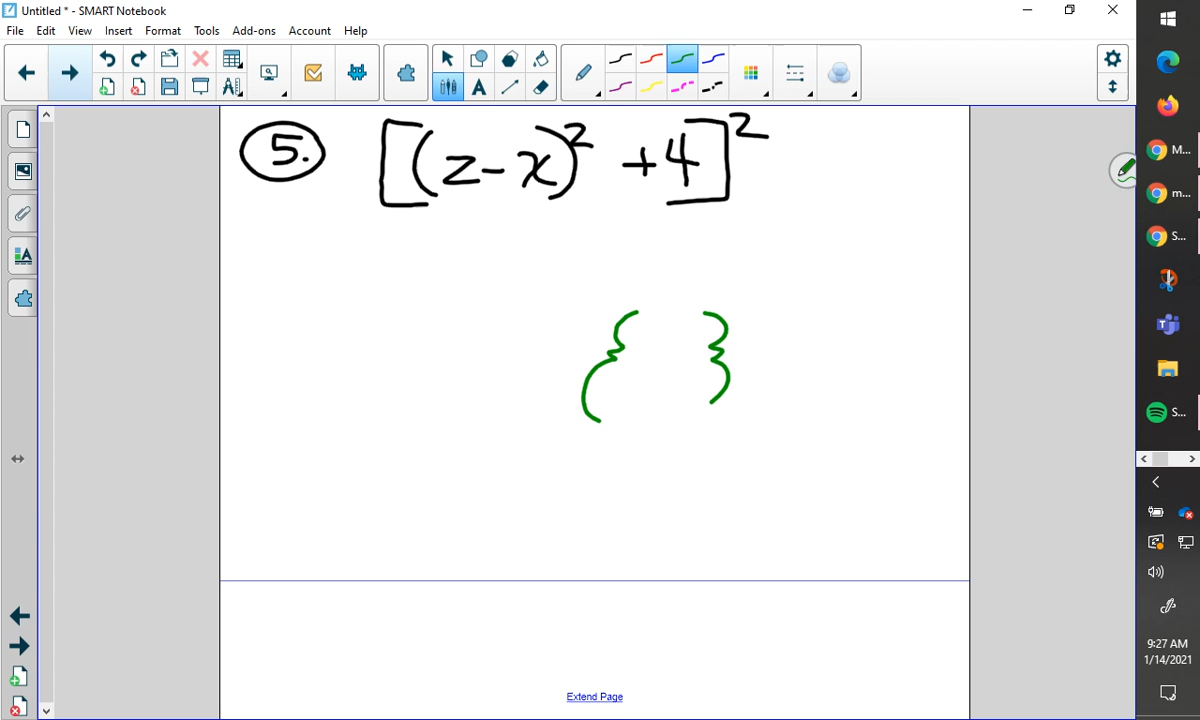 Untitled * - SMART Notebook
File Edit View Insert Format Tools Add-ons Account Help
5. [(z-x)² +4]²
{ }
M...
m...
S...
S...
9:27 AM
1/14/2021
Extend Page